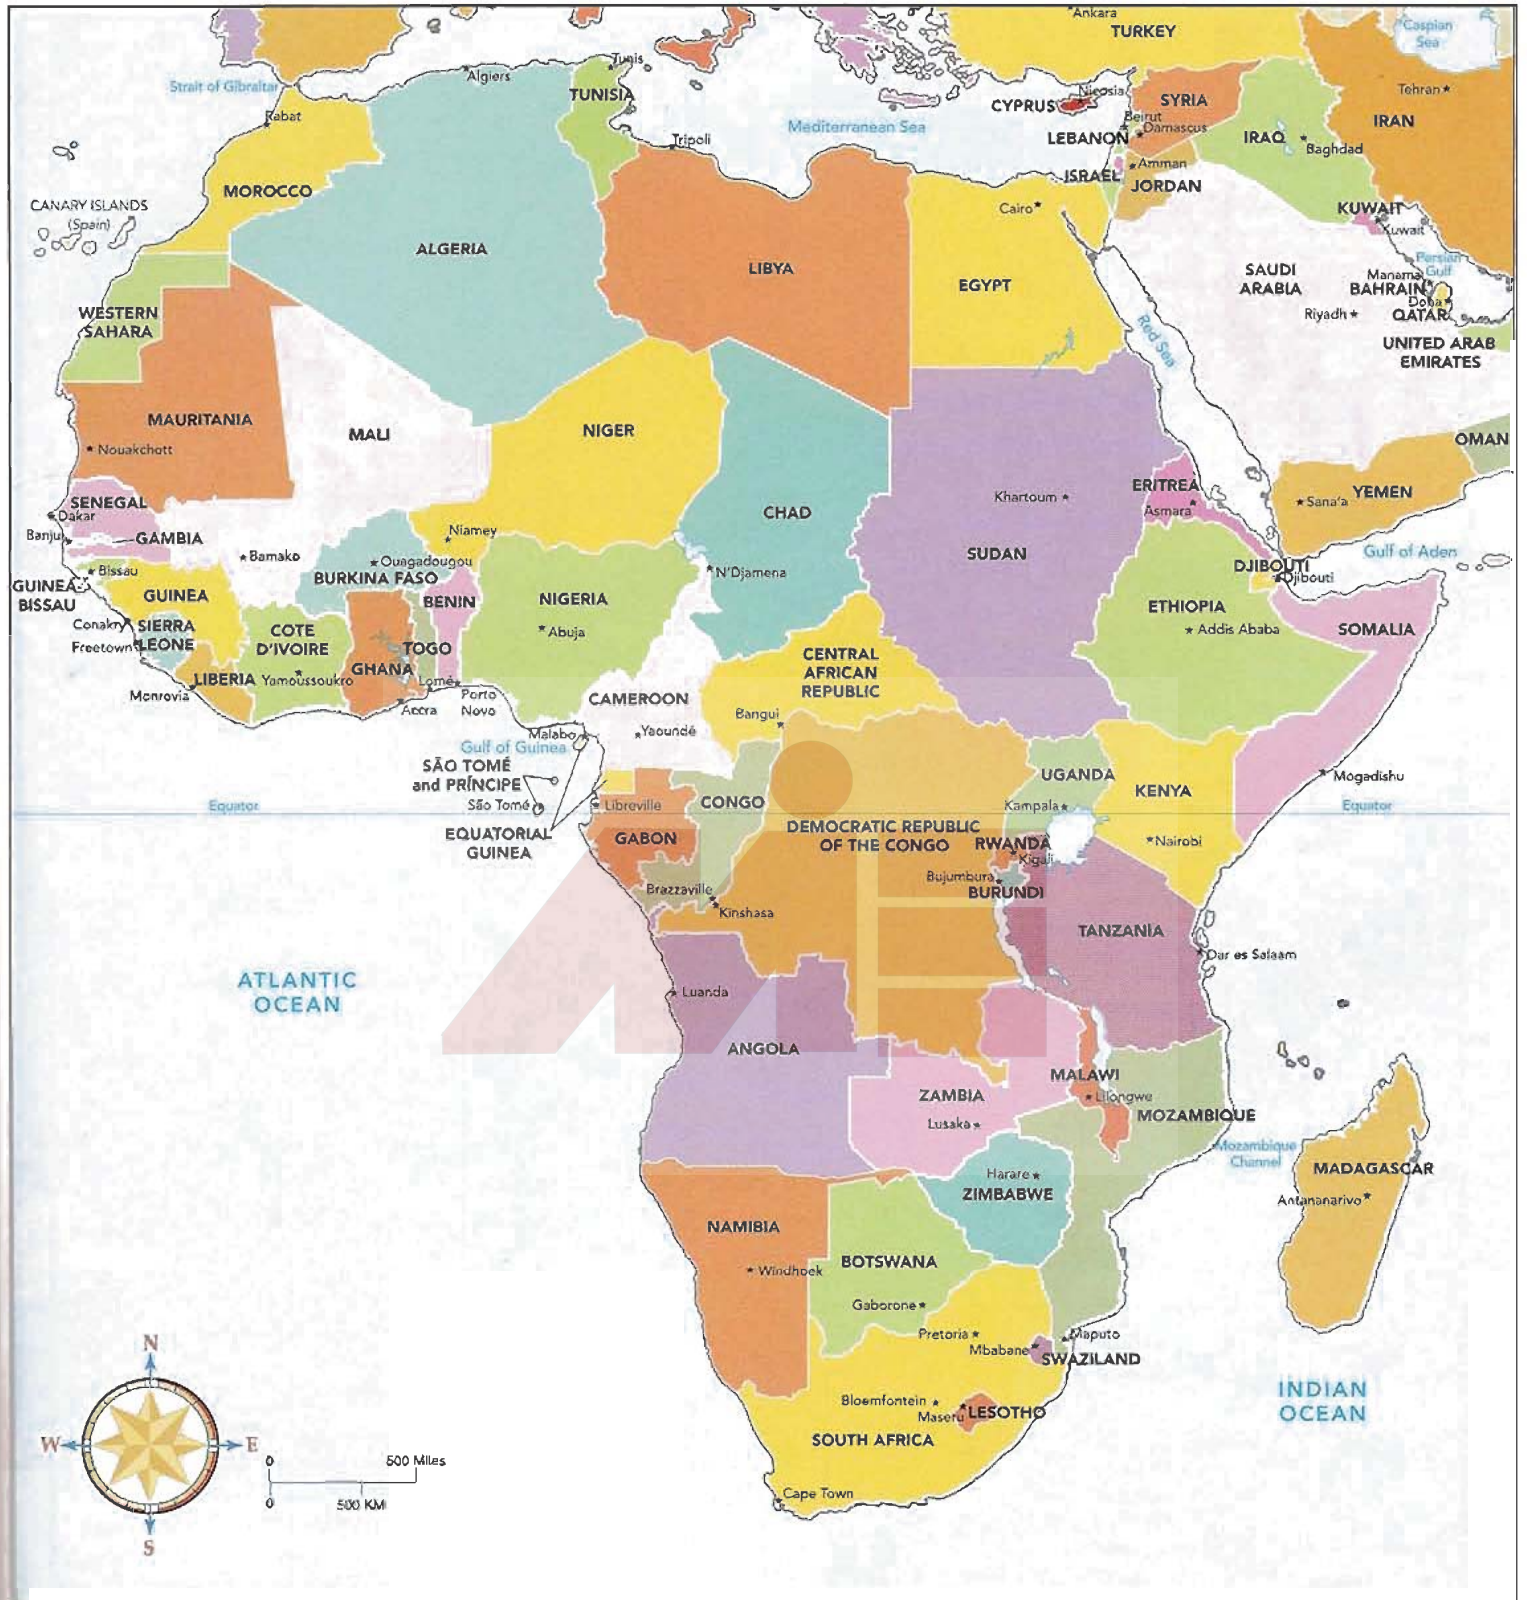 Ankara
TURKEY
Caspian
Sea
Strait of Gibraltar
Algiers
Tunis
TUNISIA
Nicosia
CYPRUS
SYRIA
Tehran
IRAN
Rabat
Mediterranean Sea
Tripoli
Beirut
LEBANON
Damascus
IRAQ
Baghdad
Amman
ISRAEL
JORDAN
MOROCCO
CANARY ISLANDS
(Spain)
Cairo
KUWAIT
Kuwait
ALGERIA
LIBYA
EGYPT
SAUDI
ARABIA
Persian
Gulf
Manama
BAHRAIN
Doha
QATAR
Riyadh
WESTERN
SAHARA
Red Sea
UNITED ARAB
EMIRATES
MAURITANIA
Nouakchott
MALI
NIGER
OMAN
SENEGAL
Dakar
Banjul
GAMBIA
CHAD
Khartoum
ERITREA
Asmara
Sana'a
YEMEN
Niamey
Bamako
Ouagadougou
BURKINA FASO
SUDAN
Gulf of Aden
DJIBOUTI
Djibouti
Bissau
GUINEA-
BISSAU
GUINEA
BENIN
NIGERIA
N'Djamena
ETHIOPIA
Addis Ababa
SOMALIA
Conakry
SIERRA
LEONE
Freetown
COTE
D'IVOIRE
TOGO
GHANA
Abuja
CENTRAL
AFRICAN
REPUBLIC
LIBERIA
Yamoussoukro
Monrovia
Lomé
Accra
Porto
Novo
CAMEROON
Bangui
Malabo
Yaoundé
Gulf of Guinea
SÃO TOMÉ
and PRÍNCIPE
São Tomé
Libreville
CONGO
UGANDA
KENYA
Mogadishu
Kampala
Equator
Equator
EQUATORIAL
GUINEA
GABON
DEMOCRATIC REPUBLIC
OF THE CONGO
RWANDA
Kigali
Nairobi
Brazzaville
Kinshasa
Bujumbura
BURUNDI
TANZANIA
Dar es Salaam
ATLANTIC
OCEAN
Luanda
ANGOLA
MALAWI
ZAMBIA
Lilongwe
Lusaka
MOZAMBIQUE
Mozambique
Channel
MADAGASCAR
Antananarivo
Harare
ZIMBABWE
NAMIBIA
Windhoek
BOTSWANA
Gaborone
Pretoria
Maputo
Mbabane
SWAZILAND
INDIAN
OCEAN
Bloemfontein
Maseru
LESOTHO
SOUTH AFRICA
Cape Town
N
W
E
S
0
500 Miles
0
500 KM